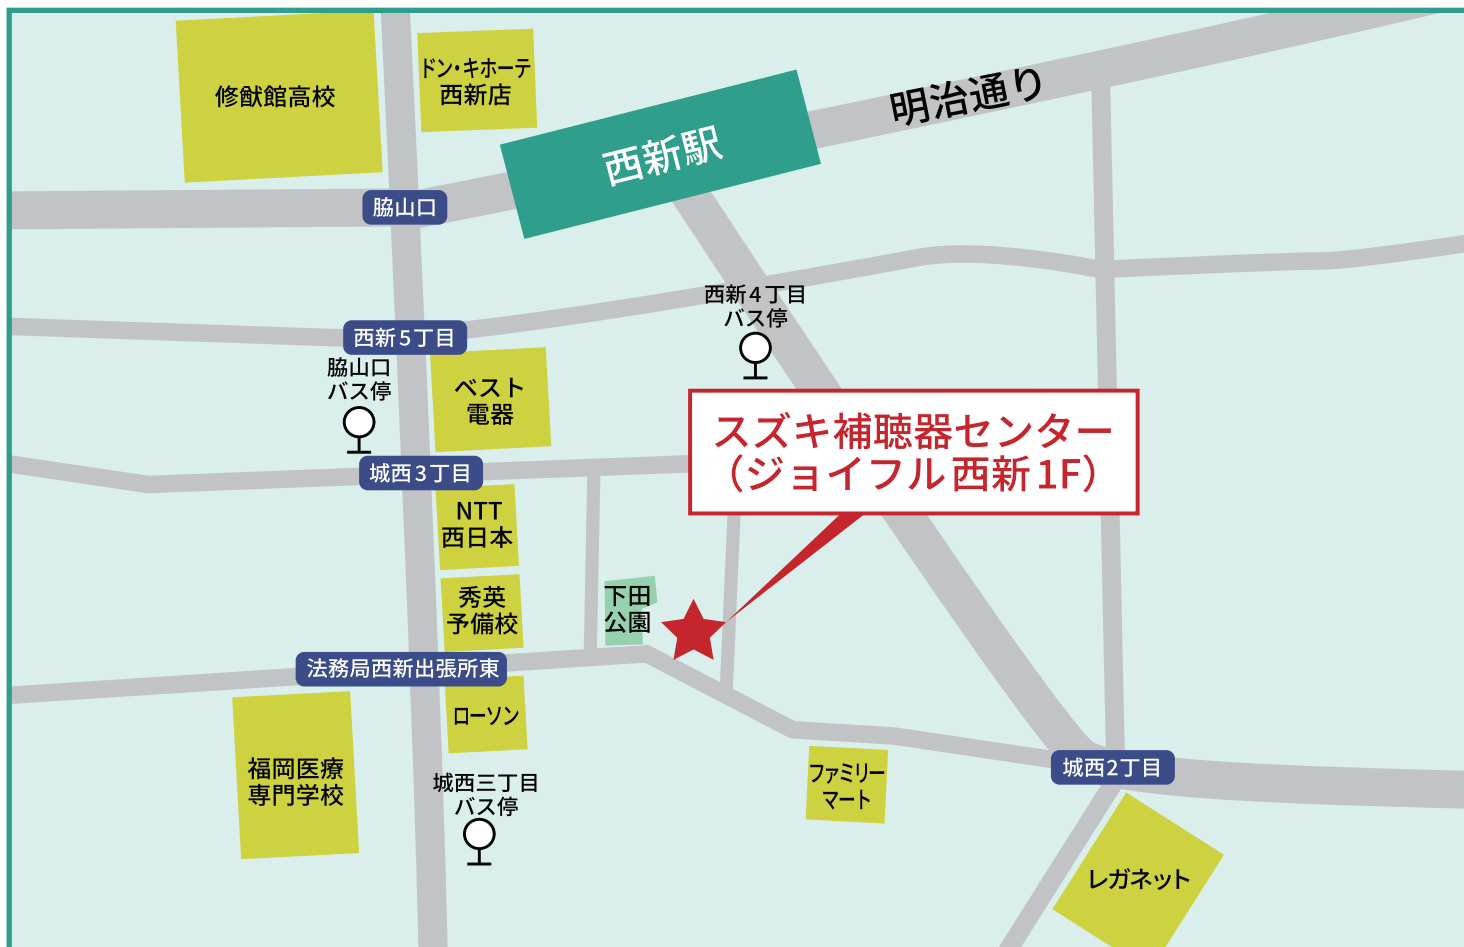 修猷館高校
ドン・キホーテ
西新店
西新駅
明治通り
脇山口
西新5丁目
西新4丁目
バス停
脇山口
バス停
ベスト
電器
スズキ補聴器センター
（ジョイフル西新1F）
城西3丁目
NTT
西日本
秀英
予備校
下田
公園
法務局西新出張所東
ローソン
福岡医療
専門学校
城西三丁目
バス停
ファミリー
マート
城西2丁目
レガネット